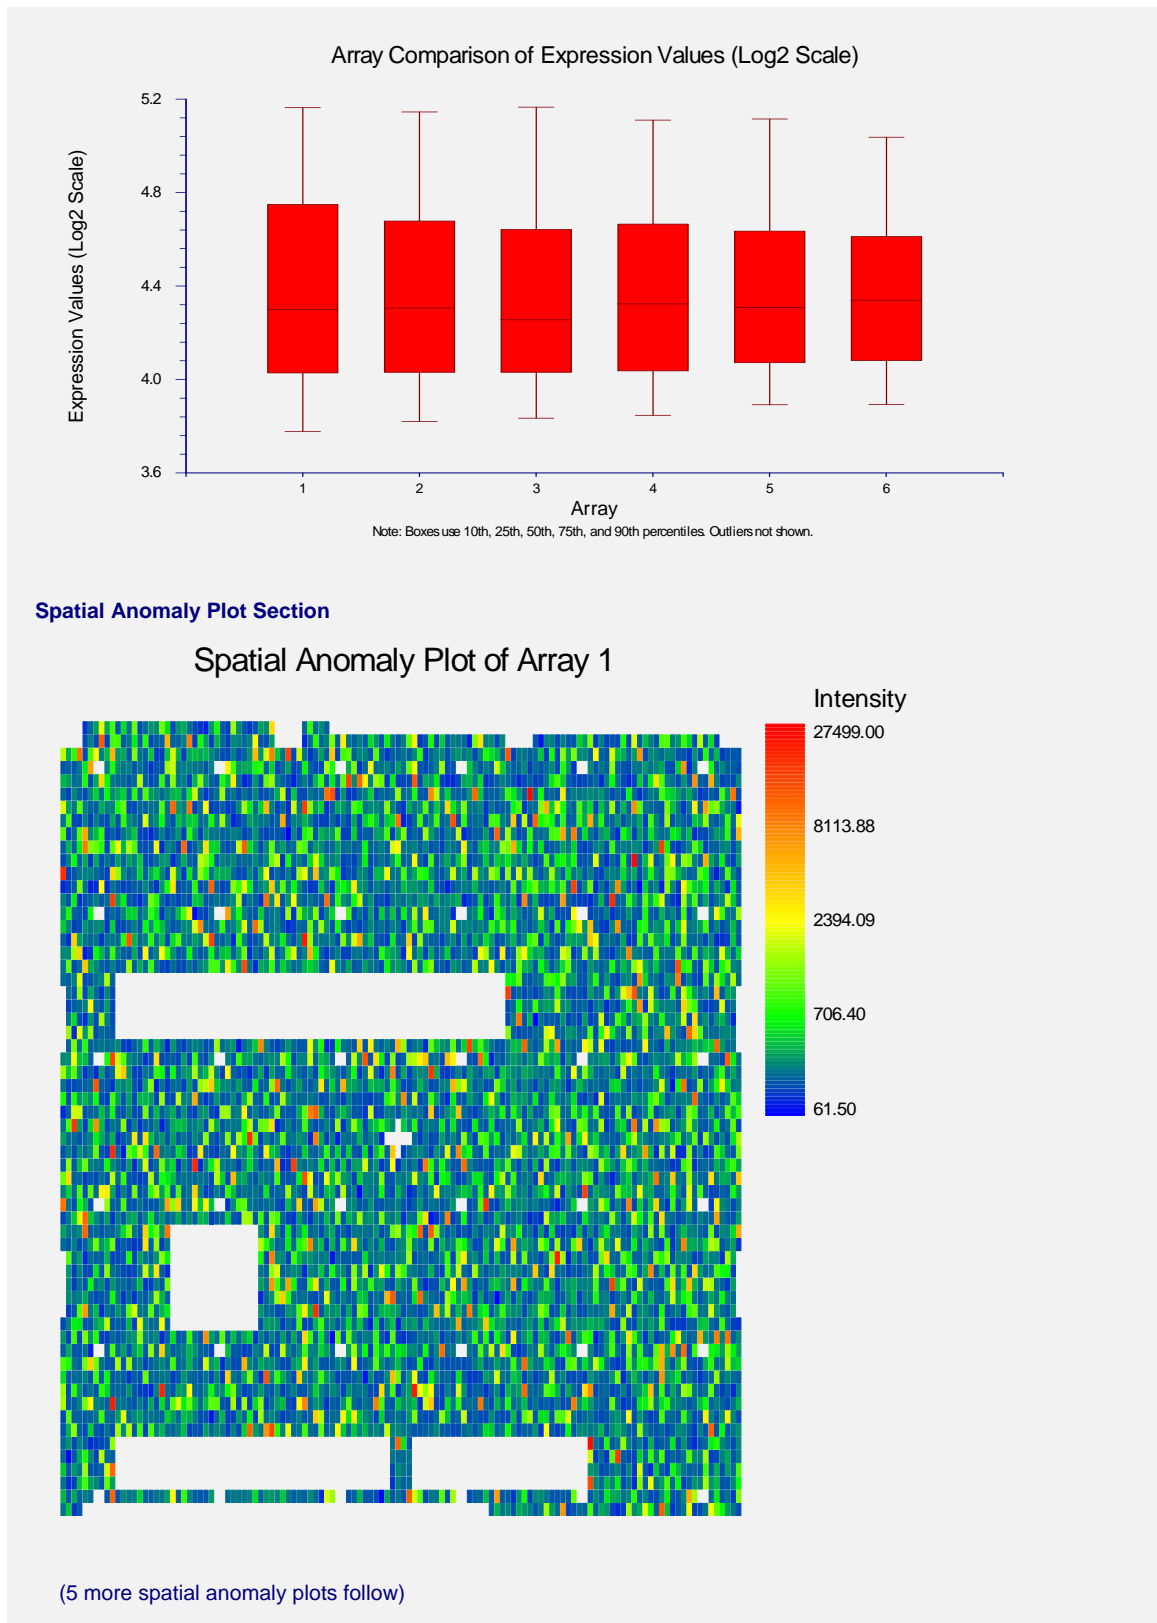 Array Comparison of Expression Values (Log2 Scale)
Expression Values (Log2 Scale)
5.2
4.8
4.4
4.0
3.6
1 2 3 4 5 6
Array
Note: Boxes use 10th, 25th, 50th, 75th, and 90th percentiles. Outliers not shown.
Spatial Anomaly Plot Section
Spatial Anomaly Plot of Array 1
Intensity
27499.00
8113.88
2394.09
706.40
61.50
(5 more spatial anomaly plots follow)